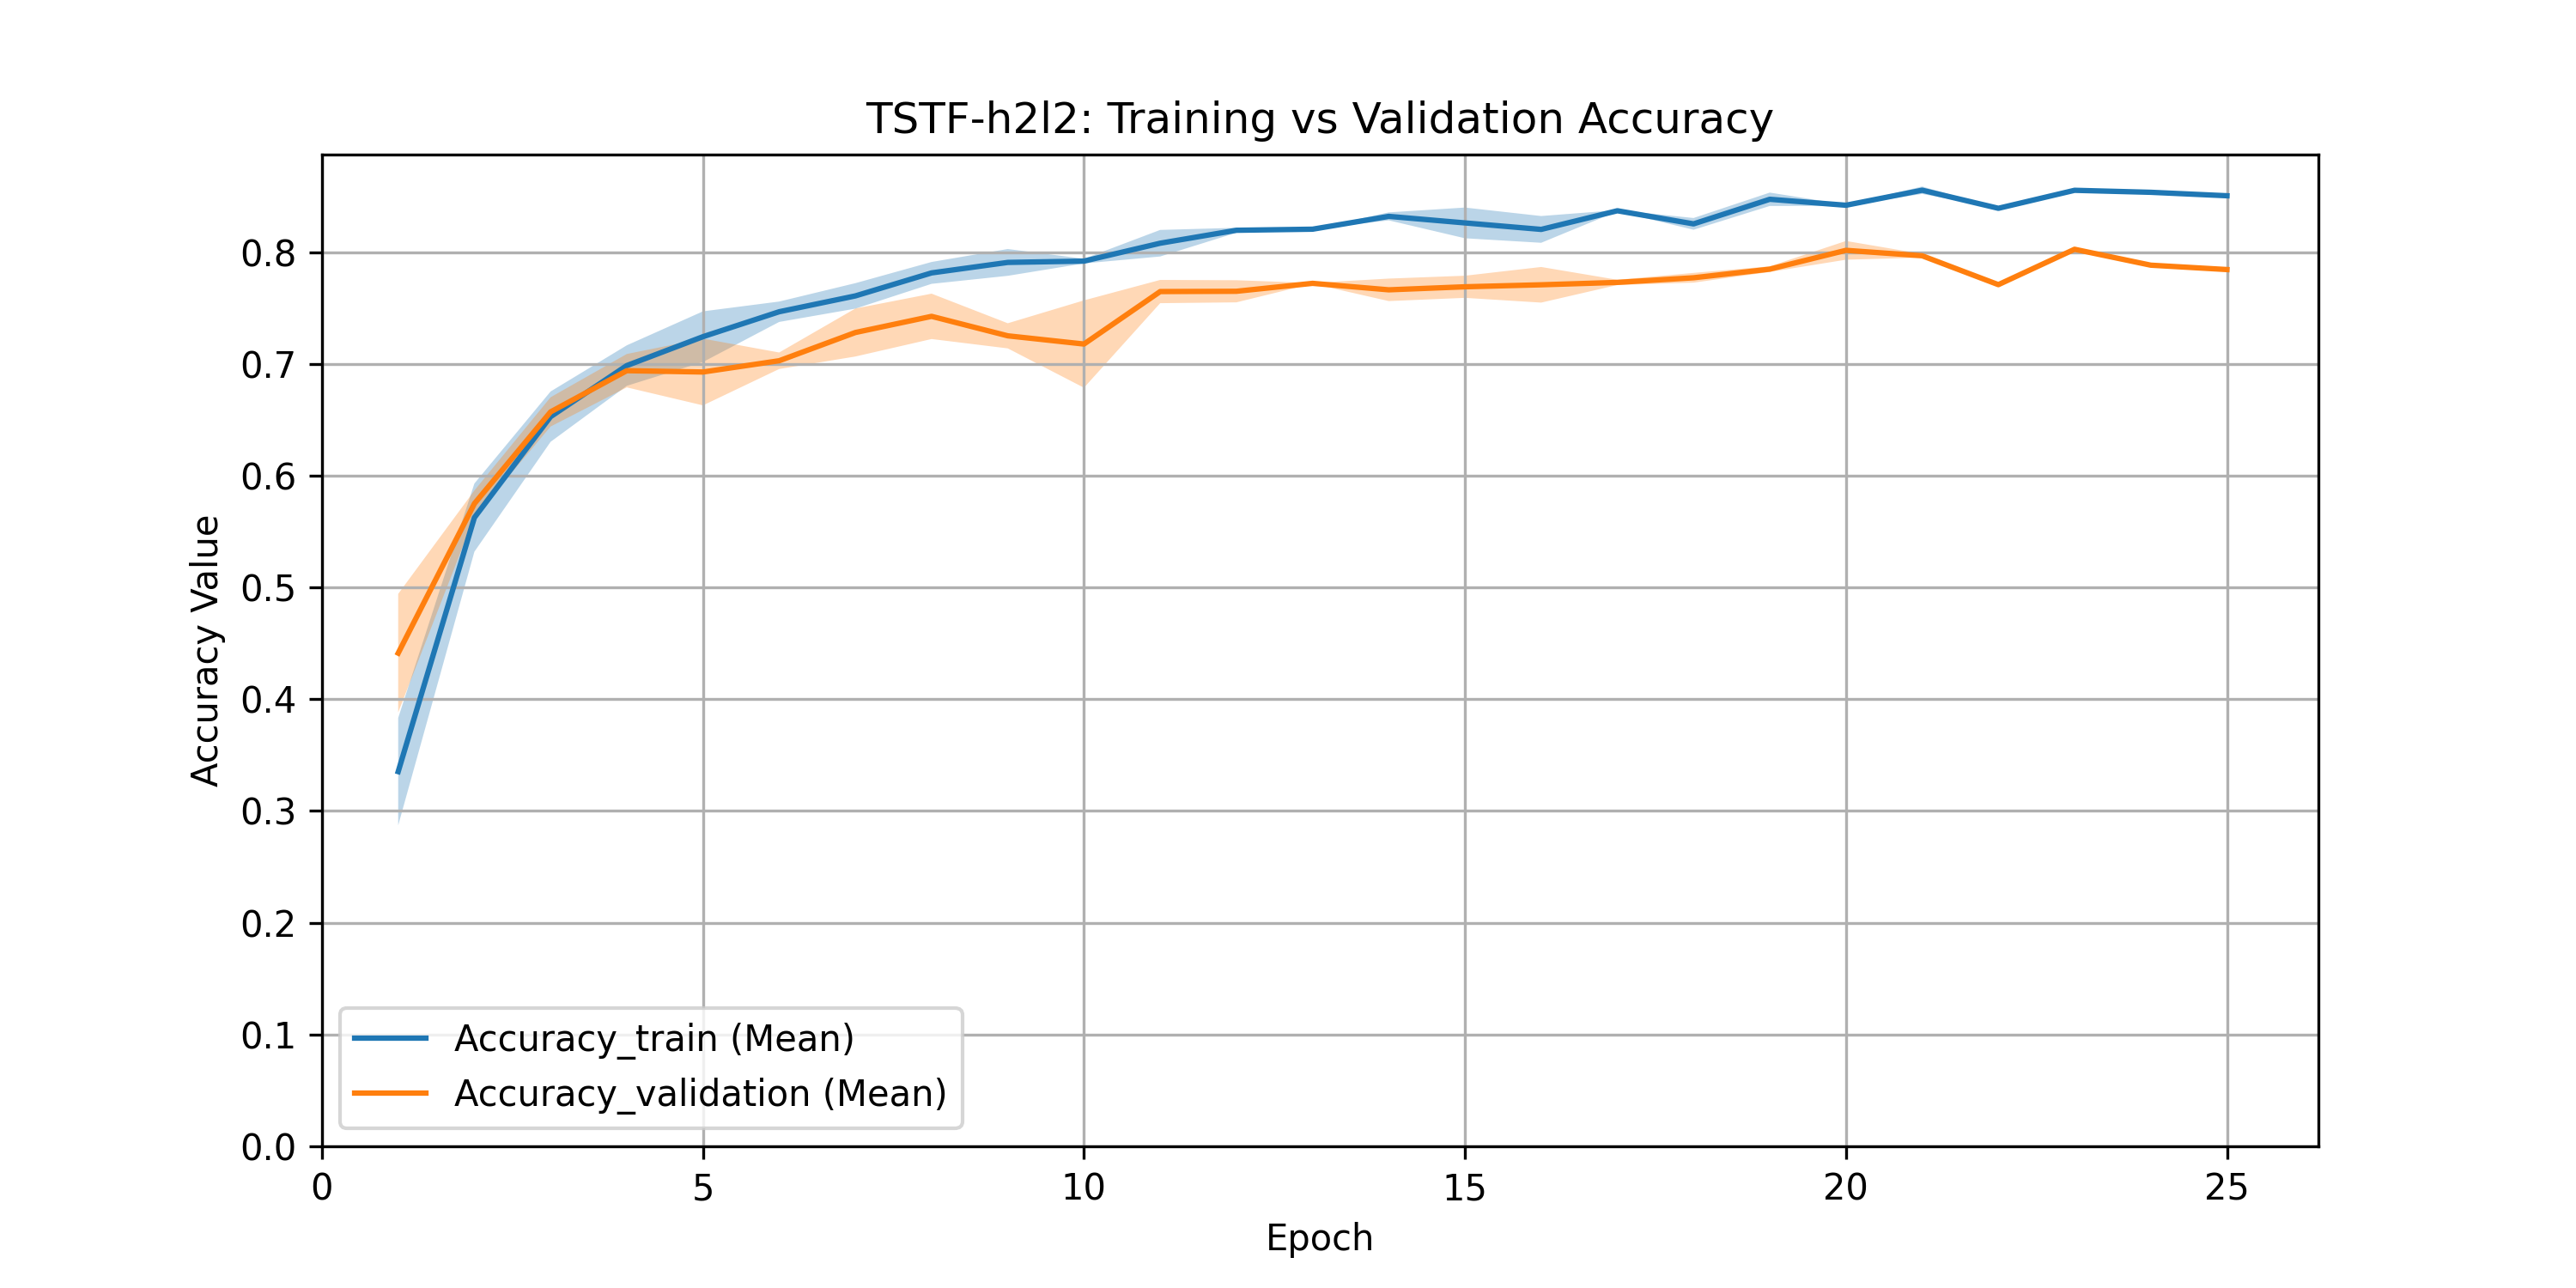 TSTF-h2l2: Training vs Validation Accuracy
Accuracy Value
0.8
0.7
0.6
0.5
0.4
0.3
0.2
0.1
0.0
Accuracy_train (Mean)
Accuracy_validation (Mean)
0 5 10 15 20 25
Epoch